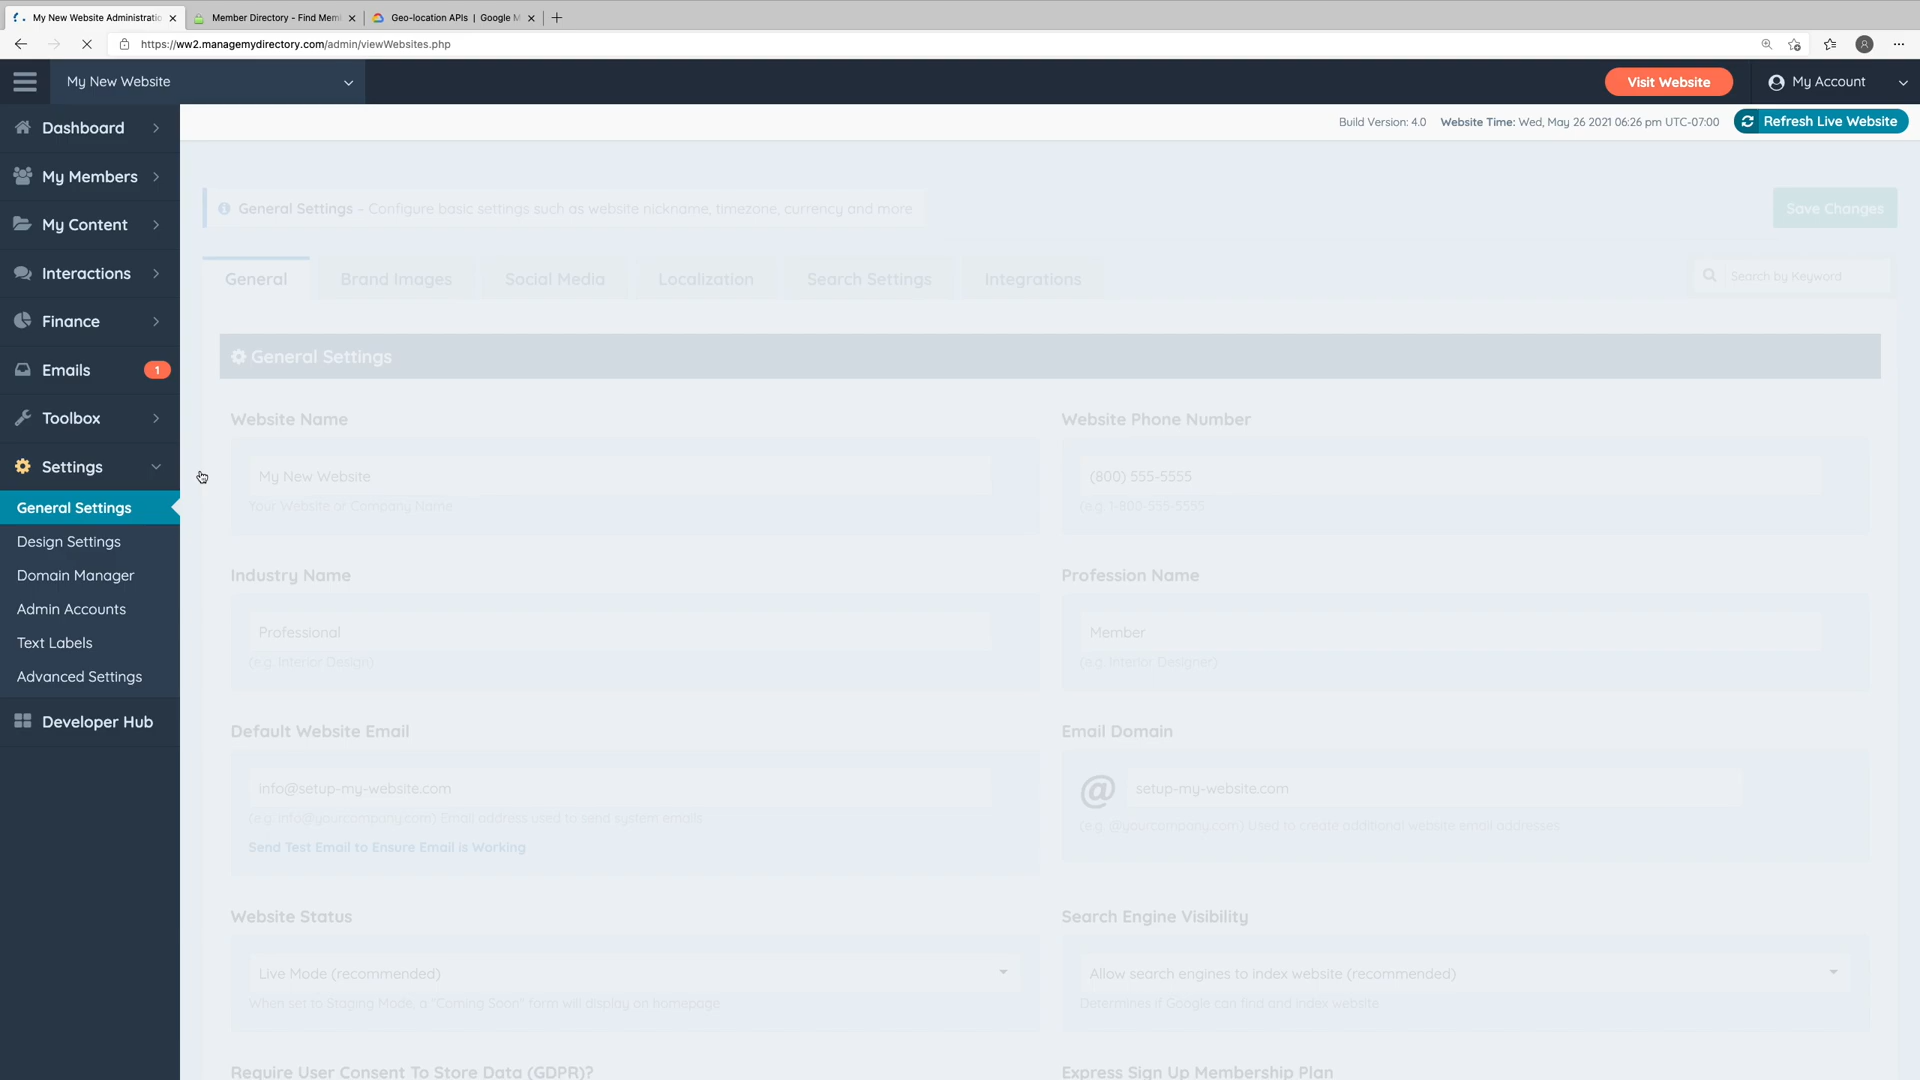 My New Website Administratio
Member Directory - Find Mem
Geo-location APIs | Google M
https://ww2.managemydirectory.com/admin/viewWebsites.php
My New Website
Visit Website
My Account
Dashboard
Build Version: 4.0 Website Time: Wed, May 26 2021 06:26 pm UTC-07:00
Refresh Live Website
My Members
My Content
Interactions
Finance
Emails 1
Toolbox
Settings
General Settings
Design Settings
Domain Manager
Admin Accounts
Text Labels
Advanced Settings
Developer Hub
General Settings - Configure basic settings such as website nickname, timezone, currency and more
Save Changes
General
Brand Images
Social Media
Localization
Search Settings
Integrations
Search by Keyword
General Settings
Website Name
My New Website
Your Website or Company Name
Website Phone Number
(800) 555-5555
(e.g. 1-800-555-5555
Industry Name
Professional
(e.g. Interior Design)
Profession Name
Member
(e.g. Interior Designer)
Default Website Email
info@setup-my-website.com
(e.g. info@yourcompany.com) Email address used to send system emails
Send Test Email to Ensure Email is Working
Email Domain
@ setup-my-website.com
(e.g. @yourcompany.com) Used to create additional website email addresses
Website Status
Live Mode (recommended)
When set to Staging Mode, a "Coming Soon" form will display on homepage
Search Engine Visibility
Allow search engines to index website (recommended)
Determines if Google can find and index website
Require User Consent To Store Data (GDPR)?
Express Sign Up Membership Plan